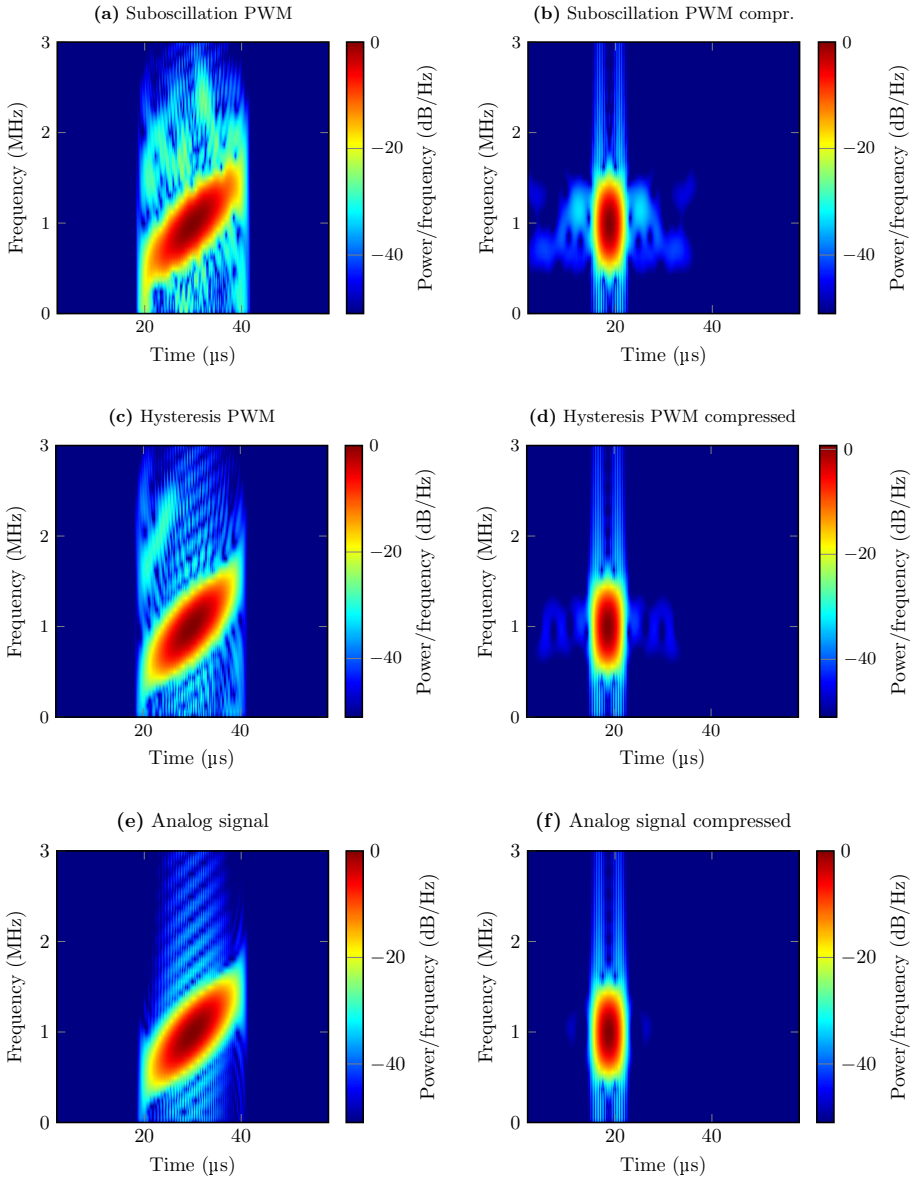 (a) Suboscillation PWM
3
2
1
0
20
40
Time (µs)
Frequency (MHz)
0
−20
−40
Power/frequency (dB/Hz)
(b) Suboscillation PWM compr.
3
2
1
0
20
40
Time (µs)
Frequency (MHz)
0
−20
−40
Power/frequency (dB/Hz)
(c) Hysteresis PWM
3
2
1
0
20
40
Time (µs)
Frequency (MHz)
0
−20
−40
Power/frequency (dB/Hz)
(d) Hysteresis PWM compressed
3
2
1
0
20
40
Time (µs)
Frequency (MHz)
0
−20
−40
Power/frequency (dB/Hz)
(e) Analog signal
3
2
1
0
20
40
Time (µs)
Frequency (MHz)
0
−20
−40
Power/frequency (dB/Hz)
(f) Analog signal compressed
3
2
1
0
20
40
Time (µs)
Frequency (MHz)
0
−20
−40
Power/frequency (dB/Hz)